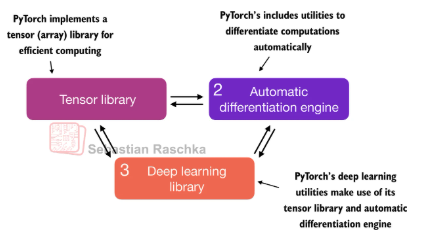 PyTorch implements a
tensor (array) library for
efficient computing
PyTorch's includes utilities to
differentiate computations
automatically
Tensor library
2
Automatic
differentiation engine
Sebastian Raschka
3
Deep learning
library
PyTorch's deep learning
utilities make use of its
tensor library and automatic
differentiation engine